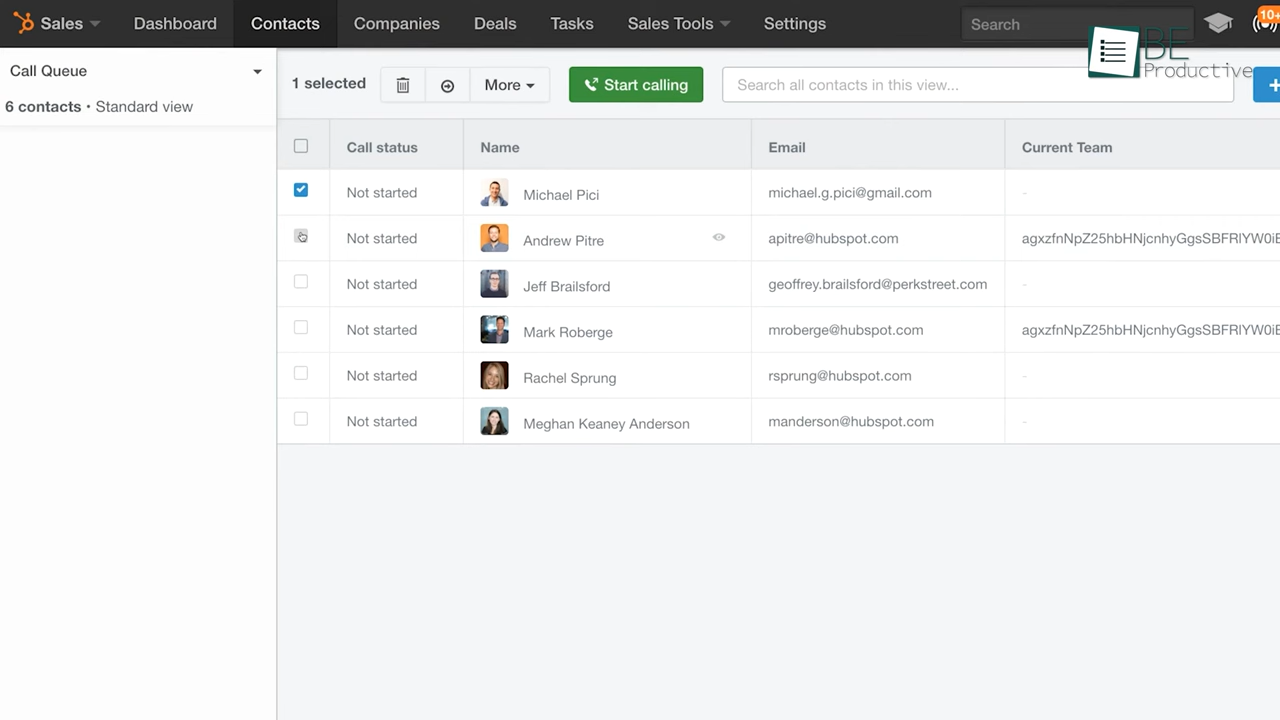 Sales Dashboard Contacts Companies Deals Tasks Sales Tools Settings Search 10+
BE
Productive
Call Queue
6 contacts • Standard view
1 selected More Start calling Search all contacts in this view... +
Call status Name Email Current Team
Not started Michael Pici michael.g.pici@gmail.com -
Not started Andrew Pitre apitre@hubspot.com
Not started Jeff Brailsford geoffrey.brailsford@perkstreet.com -
Not started Mark Roberge mroberge@hubspot.com
Not started Rachel Sprung rsprung@hubspot.com -
Not started Meghan Keaney Anderson manderson@hubspot.com -